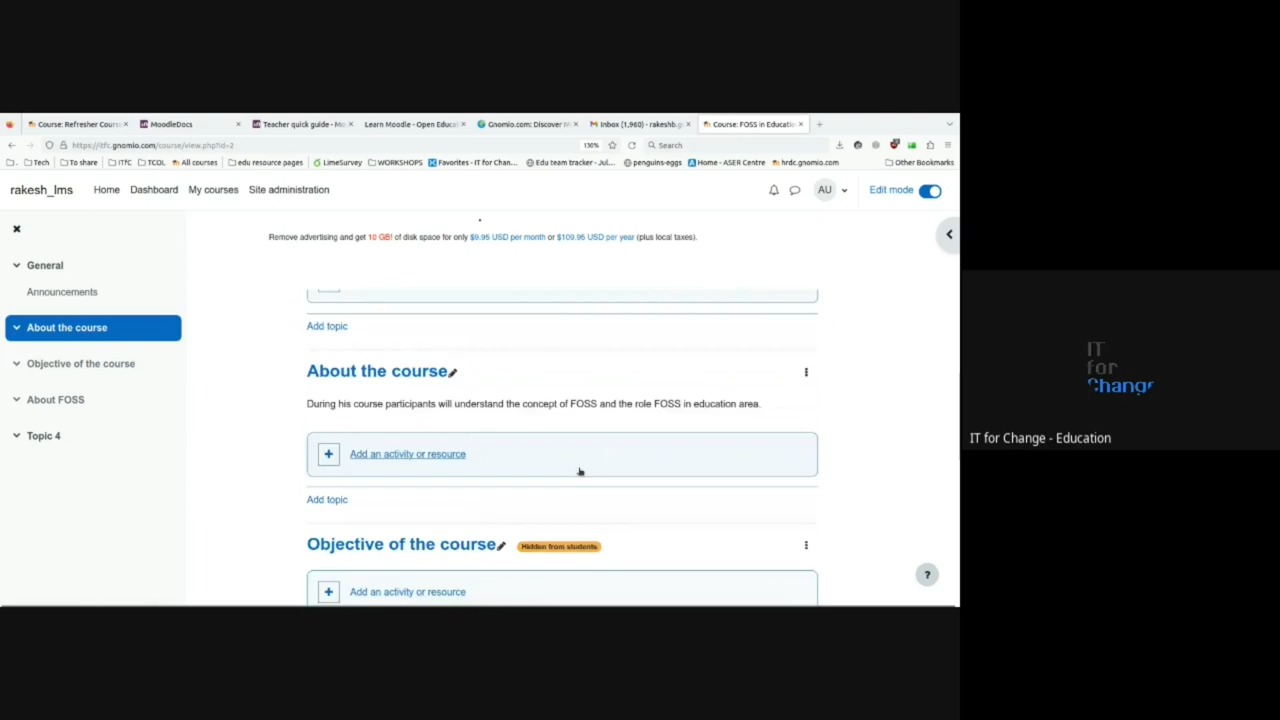 Course: Refresher Cours
MoodleDocs
Teacher quick guide - Mo
Learn Moodle - Open Educat
Gnomio.com: Discover M
Inbox (1,960) - rakeshb.g
Course: FOSS in Educatio
https://itfc.gnomio.com/course/view.php?id=2
130%
Search
Tech
To share
ITfC
TCOL
All courses
edu resource pages
LimeSurvey
WORKSHOPS
Favorites - IT for Chan...
Edu team tracker - Jul...
penguins-eggs
Home - ASER Centre
hrdc.gnomio.com
Other Bookmarks
rakesh_lms
Home
Dashboard
My courses
Site administration
AU
Edit mode
Remove advertising and get 10 GB! of disk space for only $9.95 USD per month or $109.95 USD per year (plus local taxes).
General
Announcements
About the course
Objective of the course
About FOSS
Topic 4
Add topic
About the course
During his course participants will understand the concept of FOSS and the role FOSS in education area.
Add an activity or resource
Add topic
Objective of the course
Hidden from students
Add an activity or resource
?
IT
for
Change
IT for Change - Education